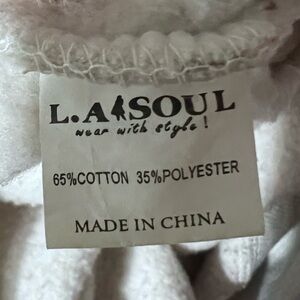 L.A SOUL
wear with style!
65%COTTON 35%POLYESTER
MADE IN CHINA